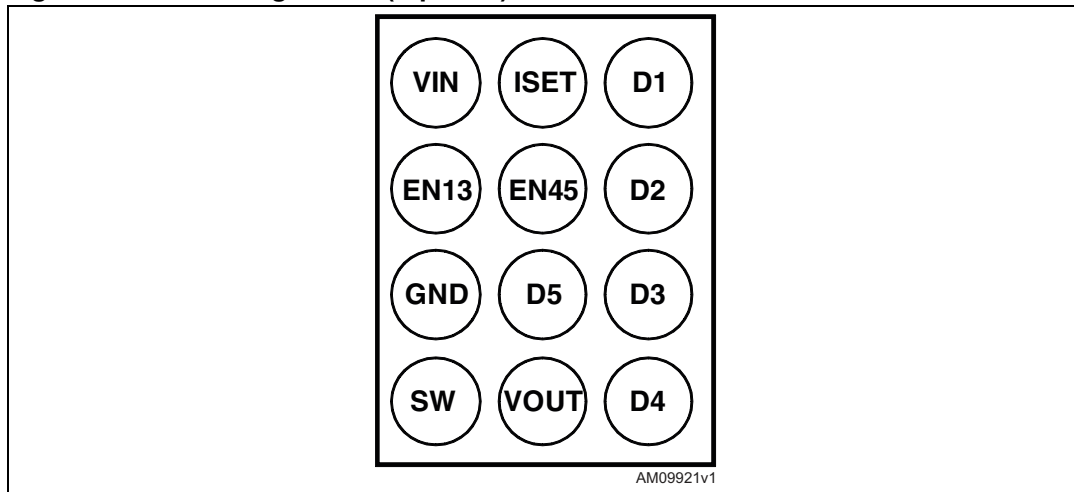 VIN ISET D1
EN13 EN45 D2
GND D5 D3
SW VOUT D4
AM09921v1